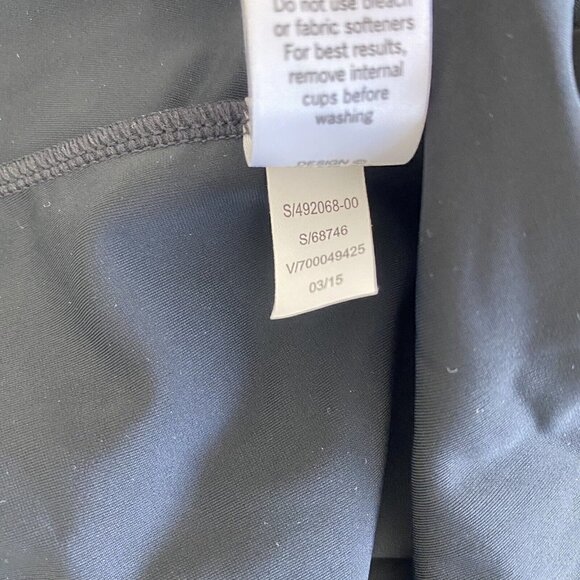 Do not use bleach
or fabric softeners
For best results,
remove internal
cups before
washing
DESIGN ©
S/492068-00
S/68746
V/700049425
03/15